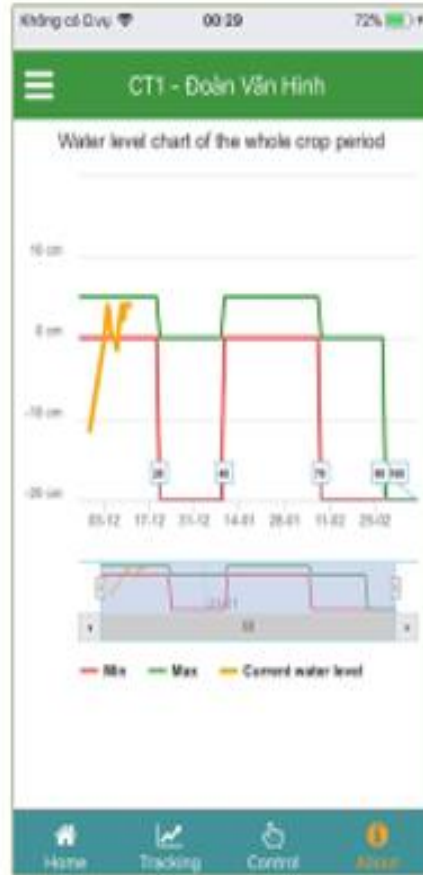 Không có D.vụ 00:29 72%
CT1 - Đoàn Văn Hinh
Water level chart of the whole crop period
10 cm
0 cm
-10 cm
-20 cm
20 40 70 90 100
03-12 17-12 31-12 14-01 28-01 11-02 25-02
Min Max Current water level
Home Tracking Control About